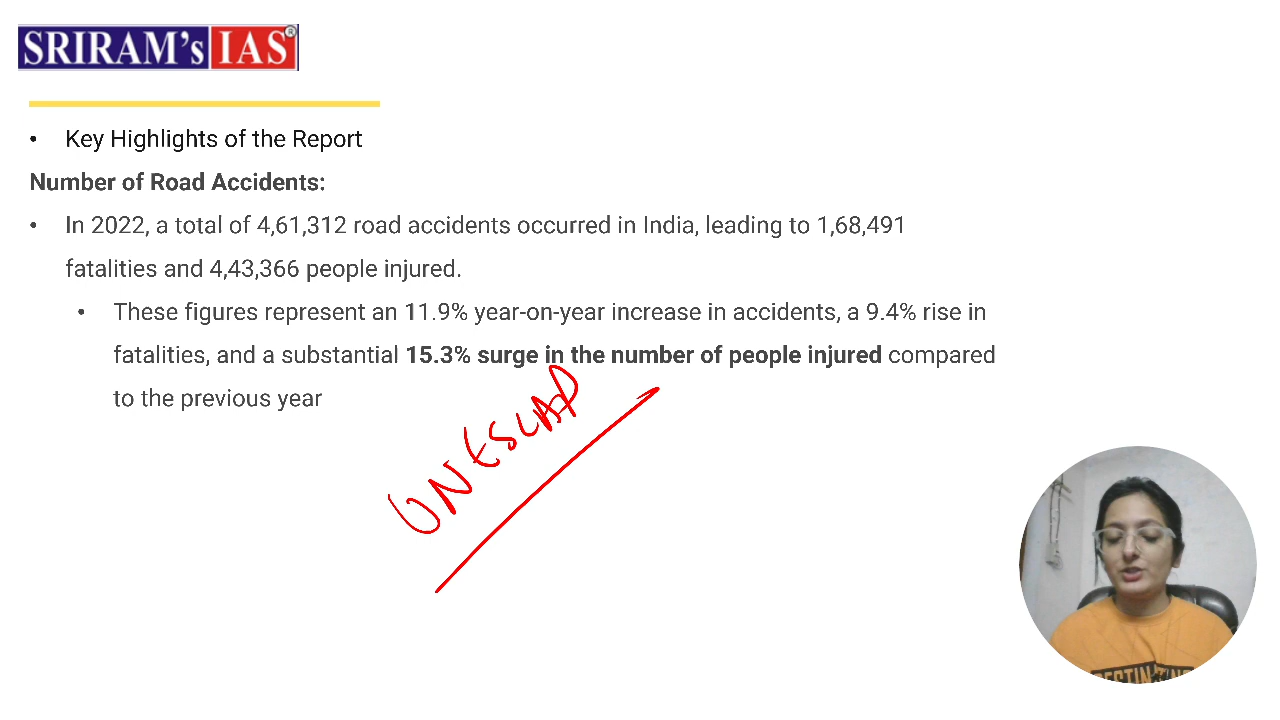 SRIRAM's IAS®
• Key Highlights of the Report
Number of Road Accidents:
• In 2022, a total of 4,61,312 road accidents occurred in India, leading to 1,68,491
fatalities and 4,43,366 people injured.
• These figures represent an 11.9% year-on-year increase in accidents, a 9.4% rise in
fatalities, and a substantial 15.3% surge in the number of people injured compared
to the previous year
UNESCAP